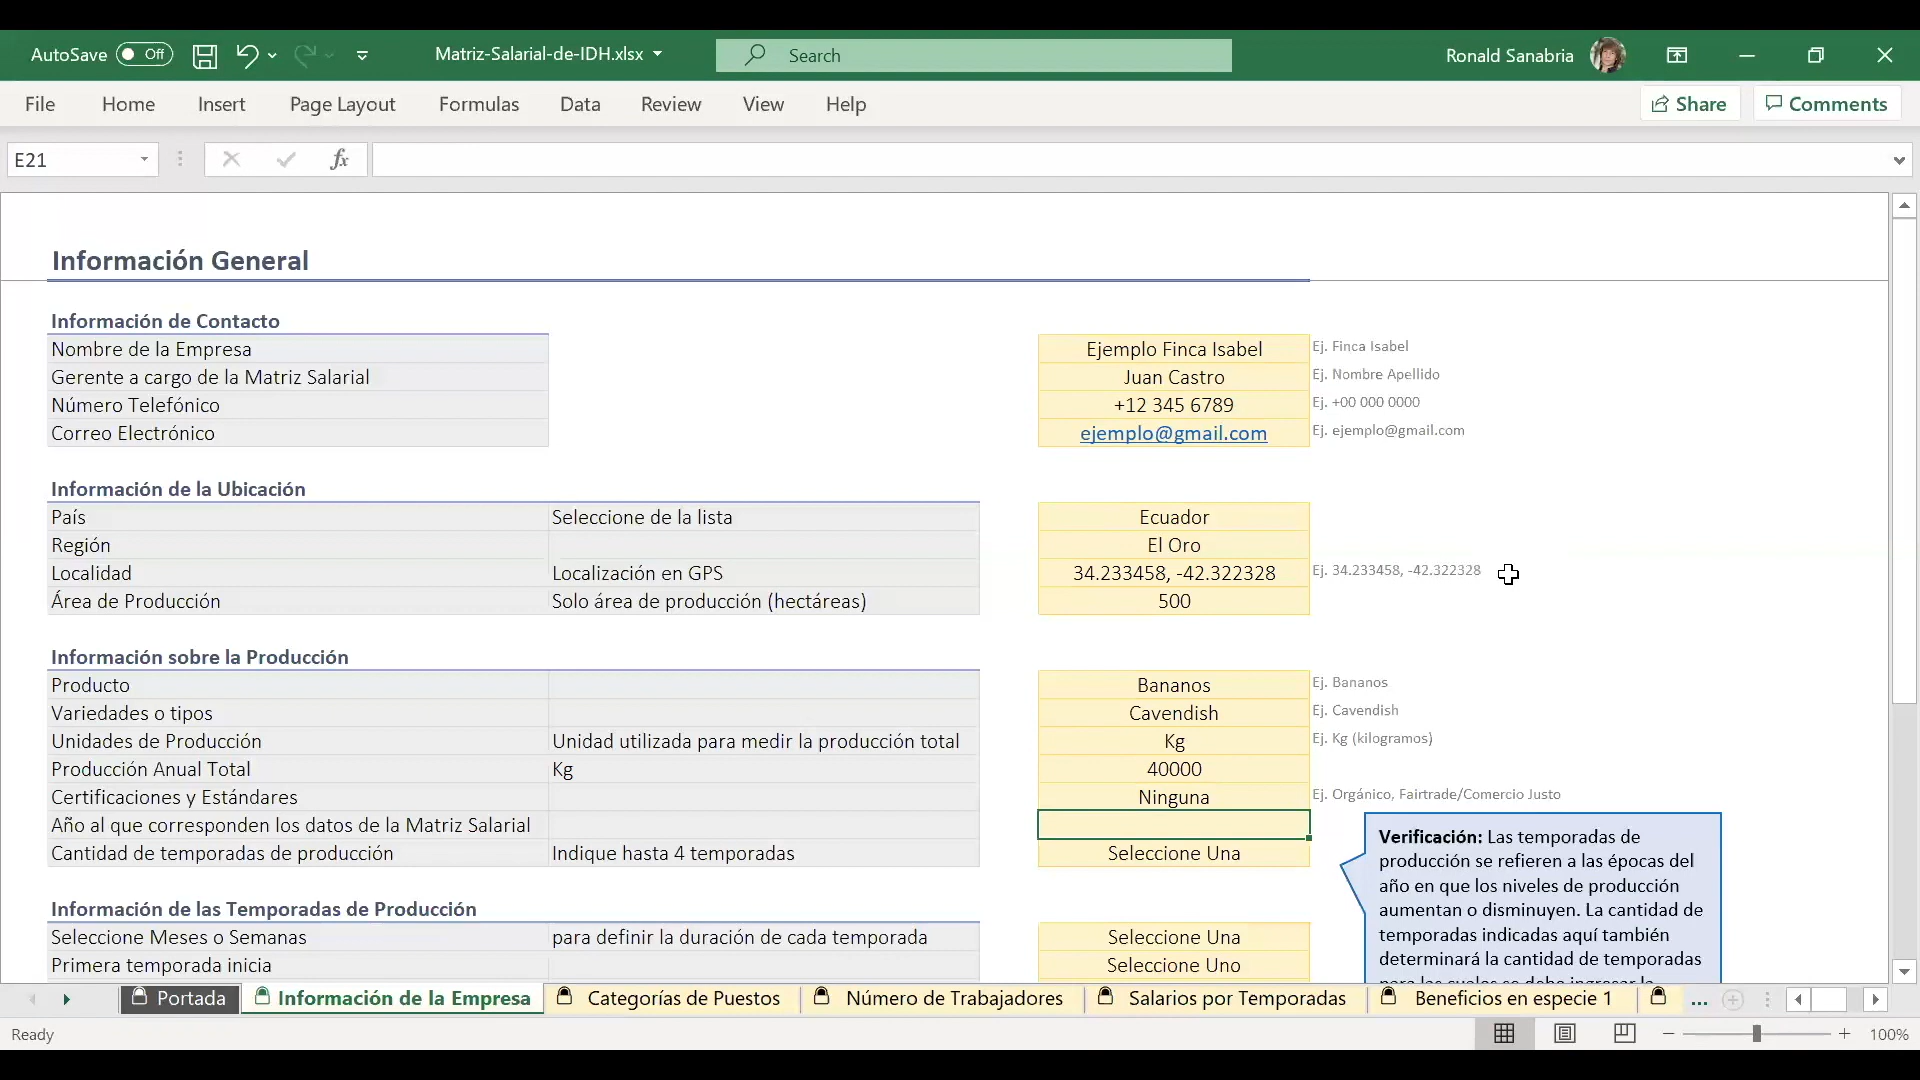 AutoSave Off Matriz-Salarial-de-IDH.xlsx Search Ronald Sanabria
File Home Insert Page Layout Formulas Data Review View Help Share Comments
E21 fx
Información General
Información de Contacto
Nombre de la Empresa Ejemplo Finca Isabel Ej. Finca Isabel
Gerente a cargo de la Matriz Salarial Juan Castro Ej. Nombre Apellido
Número Telefónico +12 345 6789 Ej. +00 000 0000
Correo Electrónico ejemplo@gmail.com Ej. ejemplo@gmail.com
Información de la Ubicación
País Seleccione de la lista Ecuador
Región El Oro
Localidad Localización en GPS 34.233458, -42.322328 Ej. 34.233458, -42.322328
Área de Producción Solo área de producción (hectáreas) 500
Información sobre la Producción
Producto Bananos Ej. Bananos
Variedades o tipos Cavendish Ej. Cavendish
Unidades de Producción Unidad utilizada para medir la producción total Kg Ej. Kg (kilogramos)
Producción Anual Total Kg 40000
Certificaciones y Estándares Ninguna Ej. Orgánico, Fairtrade/Comercio Justo
Año al que corresponden los datos de la Matriz Salarial
Cantidad de temporadas de producción Indique hasta 4 temporadas Seleccione Una
Verificación: Las temporadas de
producción se refieren a las épocas del
año en que los niveles de producción
aumentan o disminuyen. La cantidad de
temporadas indicadas aquí también
determinará la cantidad de temporadas
Información de las Temporadas de Producción
Seleccione Meses o Semanas para definir la duración de cada temporada Seleccione Una
Primera temporada inicia Seleccione Uno
Portada Información de la Empresa Categorías de Puestos Número de Trabajadores Salarios por Temporadas Beneficios en especie 1 ...
Ready 100%